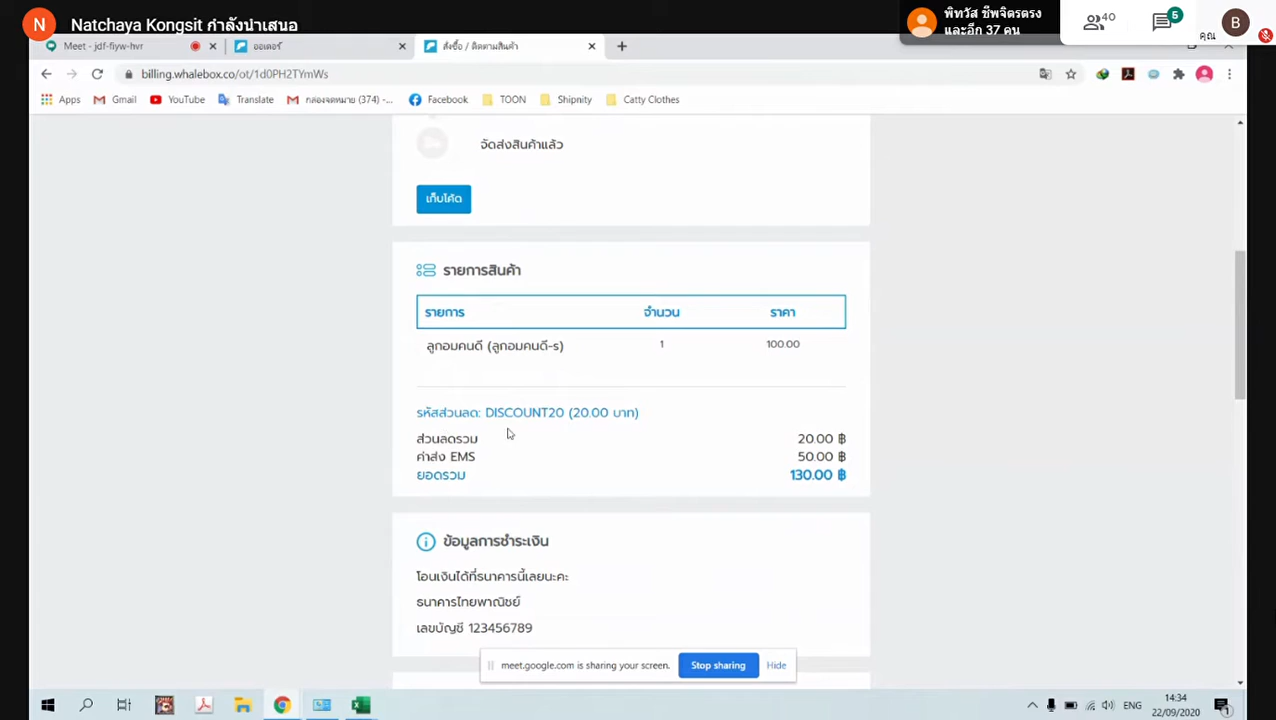 N Natchaya Kongsit กำลังนำเสนอ
พิทวัส ชีพจิตรตรง
และอีก 37 คน
40
5
คุณ
B
Meet - jdf-fiyw-hvr
ออเดอร์
สั่งซื้อ / ติดตามสินค้า
billing.whalebox.co/ot/1d0PH2TYmWs
Apps
Gmail
YouTube
Translate
กล่องจดหมาย (374) -...
Facebook
TOON
Shipnity
Catty Clothes
จัดส่งสินค้าแล้ว
เก็บโค้ด
รายการสินค้า
รายการ จำนวน ราคา
ลูกอมคนดี (ลูกอมคนดี-s) 1 100.00
รหัสส่วนลด: DISCOUNT20 (20.00 บาท)
ส่วนลดรวม 20.00 ฿
ค่าส่ง EMS 50.00 ฿
ยอดรวม 130.00 ฿
ข้อมูลการชำระเงิน
โอนเงินได้ที่ธนาคารนี้เลยนะคะ
ธนาคารไทยพาณิชย์
เลขบัญชี 123456789
meet.google.com is sharing your screen.
Stop sharing
Hide
ENG
14:34
22/09/2020